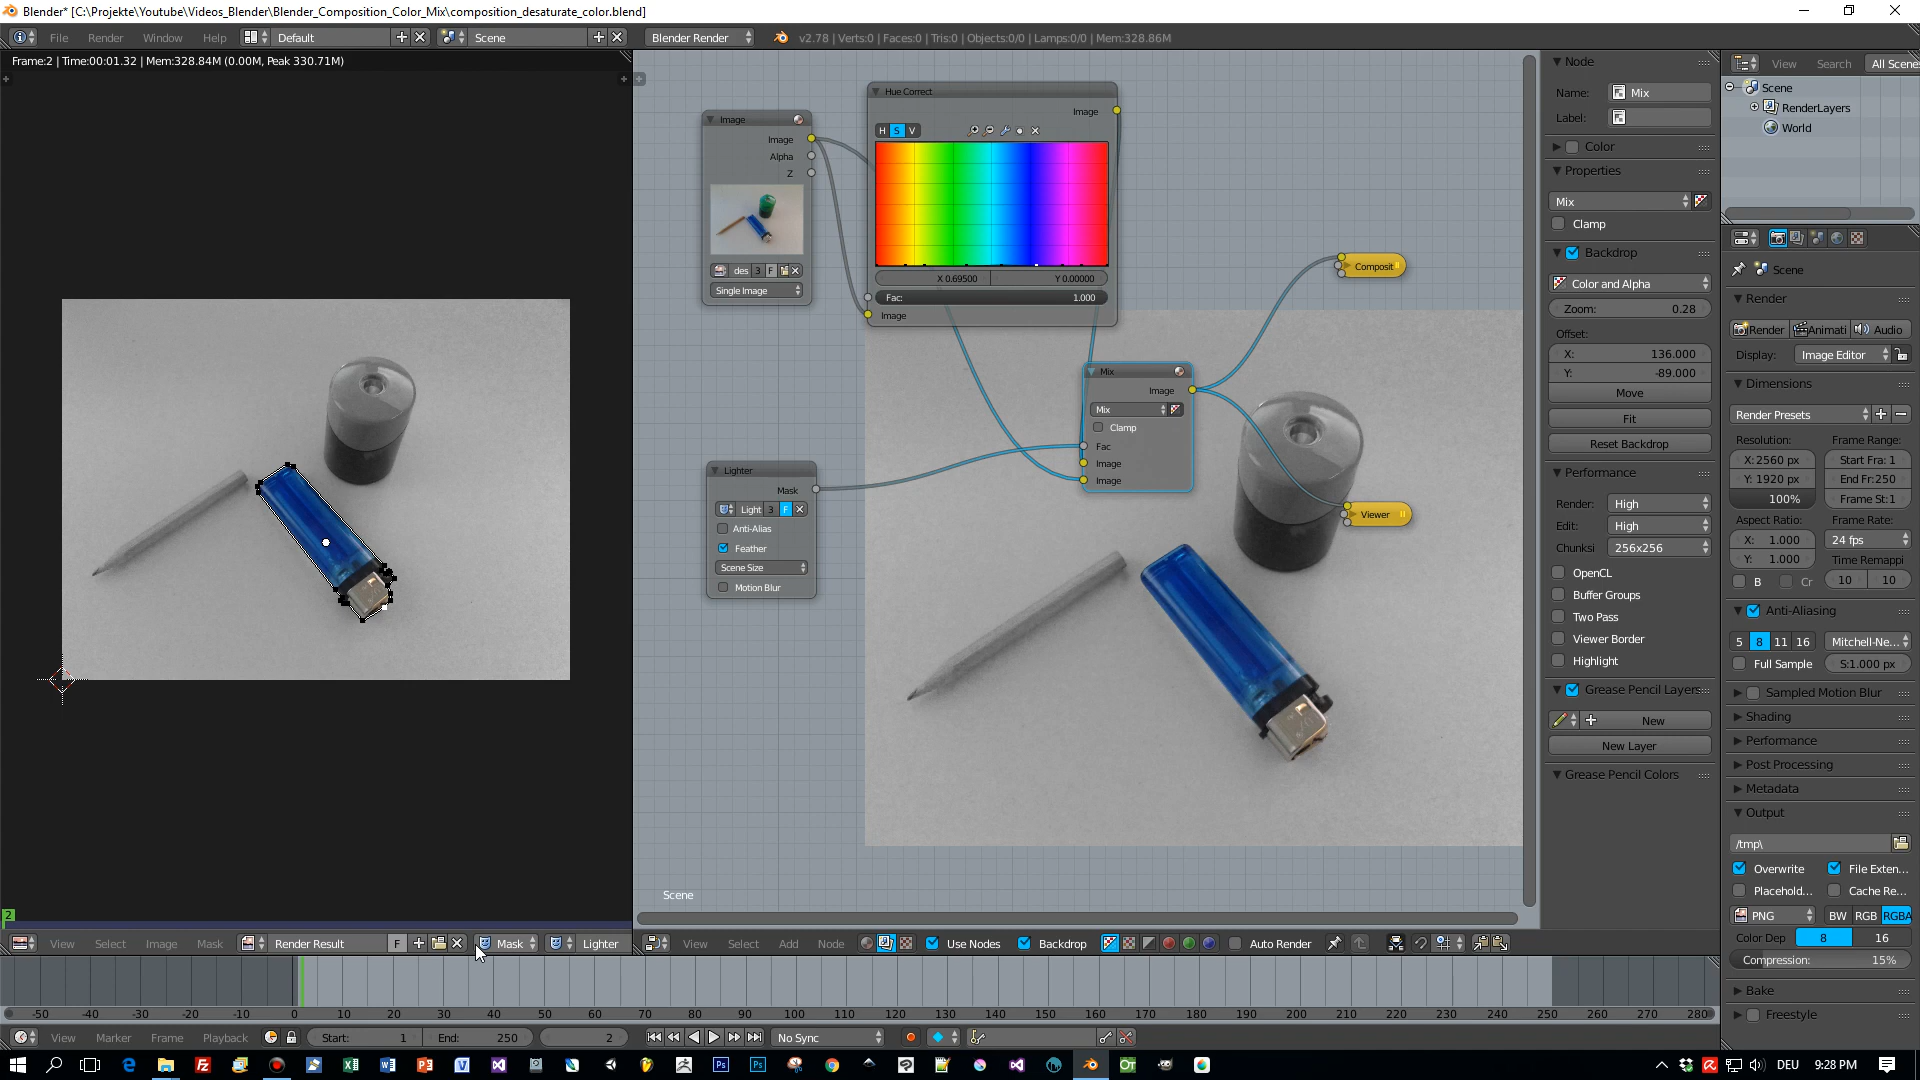 Blender* [C:\Projekte\Youtube\Videos_Blender\Blender_Composition_Color_Mix\composition_desaturate_color.blend]
File Render Window Help Default Scene Blender Render v2.78 | Verts:0 | Faces:0 | Tris:0 | Objects:0/0 | Lamps:0/0 | Mem:328.86M
Frame:2 | Time:00:01.32 | Mem:328.84M (0.00M, Peak 330.71M)
Image
Image
Alpha
Z
des 3 F
Single Image
Hue Correct
Image
H S V
X 0.69500 Y 0.00000
Fac: 1.000
Image
Lighter
Mask
Light 3 F
Anti-Alias
Feather
Scene Size
Motion Blur
Mix
Image
Mix
Clamp
Fac
Image
Image
Composit
Viewer
Scene
Node
Name: Mix
Label:
Color
Properties
Mix
Clamp
Backdrop
Color and Alpha
Zoom: 0.28
Offset:
X: 136.000
Y: -89.000
Move
Fit
Reset Backdrop
Performance
Render: High
Edit: High
Chunksi 256x256
OpenCL
Buffer Groups
Two Pass
Viewer Border
Highlight
Grease Pencil Layers
New
New Layer
Grease Pencil Colors
View Search All Scene
Scene
RenderLayers
World
Scene
Render
Render Animati Audio
Display: Image Editor
Dimensions
Render Presets
Resolution: Frame Range:
X: 2560 px Start Fra: 1
Y: 1920 px End Fr:250
100% Frame St:1
Aspect Ratio: Frame Rate:
X: 1.000 24 fps
Y: 1.000 Time Remappi
B Cr 10 10
Anti-Aliasing
5 8 11 16 Mitchell-Ne...
Full Sample S:1.000 px
Sampled Motion Blur
Shading
Performance
Post Processing
Metadata
Output
/tmp\
Overwrite File Exten...
Placehold... Cache Re...
PNG BW RGB RGBA
Color Dep 8 16
Compression: 15%
Bake
Freestyle
2
View Select Image Mask Render Result F Mask Lighter
View Select Add Node Use Nodes Backdrop Auto Render
-50 -40 -30 -20 -10 0 10 20 30 40 50 60 70 80 90 100 110 120 130 140 150 160 170 180 190 200 210 220 230 240 250 260 270 280
View Marker Frame Playback Start: 1 End: 250 2 No Sync
DEU 9:28 PM